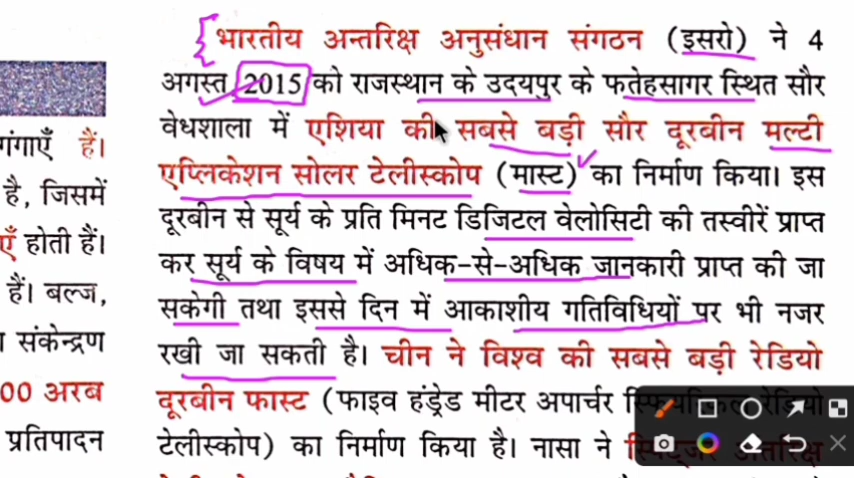 गंगाएँ हैं।
है, जिसमें
एँ होती हैं।
हैं। बल्ज,
संकेन्द्रण
00 अरब
प्रतिपादन
भारतीय अन्तरिक्ष अनुसंधान संगठन (इसरो) ने 4
अगस्त 2015 को राजस्थान के उदयपुर के फतेहसागर स्थित सौर
वेधशाला में एशिया की सबसे बड़ी सौर दूरबीन मल्टी
एप्लिकेशन सोलर टेलीस्कोप (मास्ट) का निर्माण किया। इस
दूरबीन से सूर्य के प्रति मिनट डिजिटल वेलोसिटी की तस्वीरें प्राप्त
कर सूर्य के विषय में अधिक-से-अधिक जानकारी प्राप्त की जा
सकेगी तथा इससे दिन में आकाशीय गतिविधियों पर भी नजर
रखी जा सकती है। चीन ने विश्व की सबसे बड़ी रेडियो
दूरबीन फास्ट (फाइव हंड्रेड मीटर अपार्चर
टेलीस्कोप) का निर्माण किया है। नासा ने